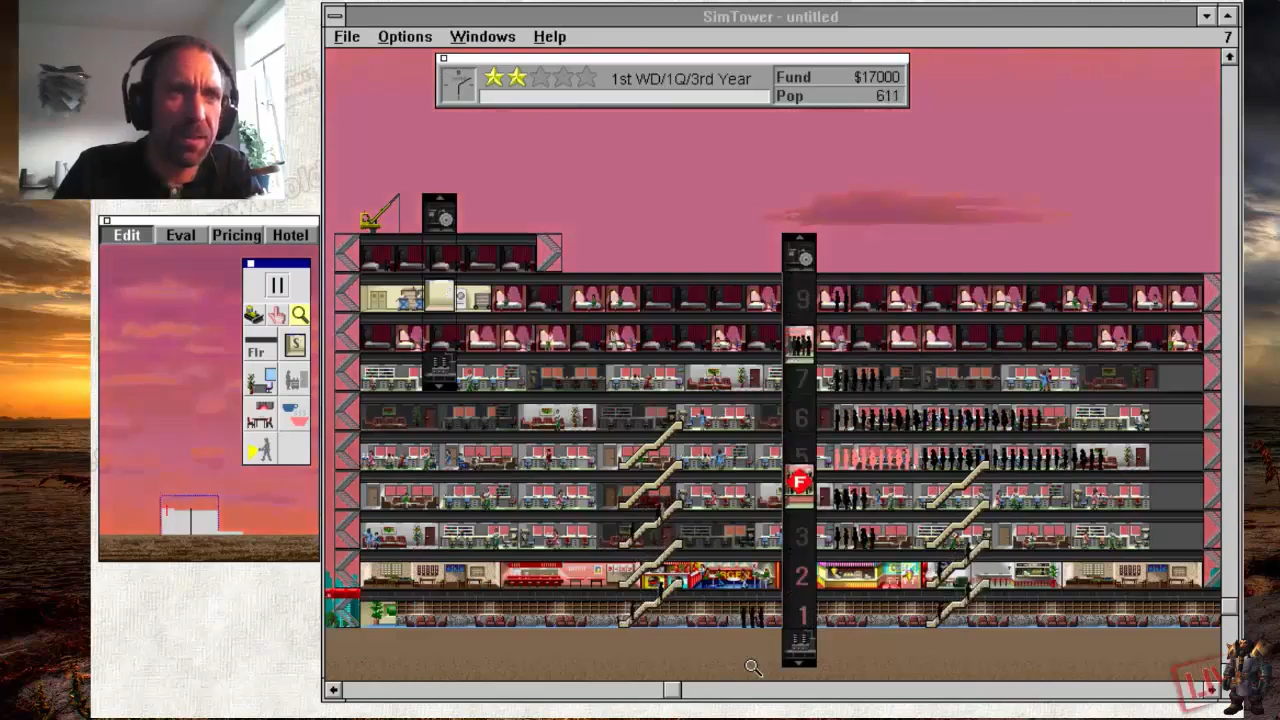 SimTower - untitled
File Options Windows Help
7
1st WD/1Q/3rd Year
Fund $17000
Pop 611
Edit Eval Pricing Hotel
Flr
S
9
7
6
5
F
3
2
1